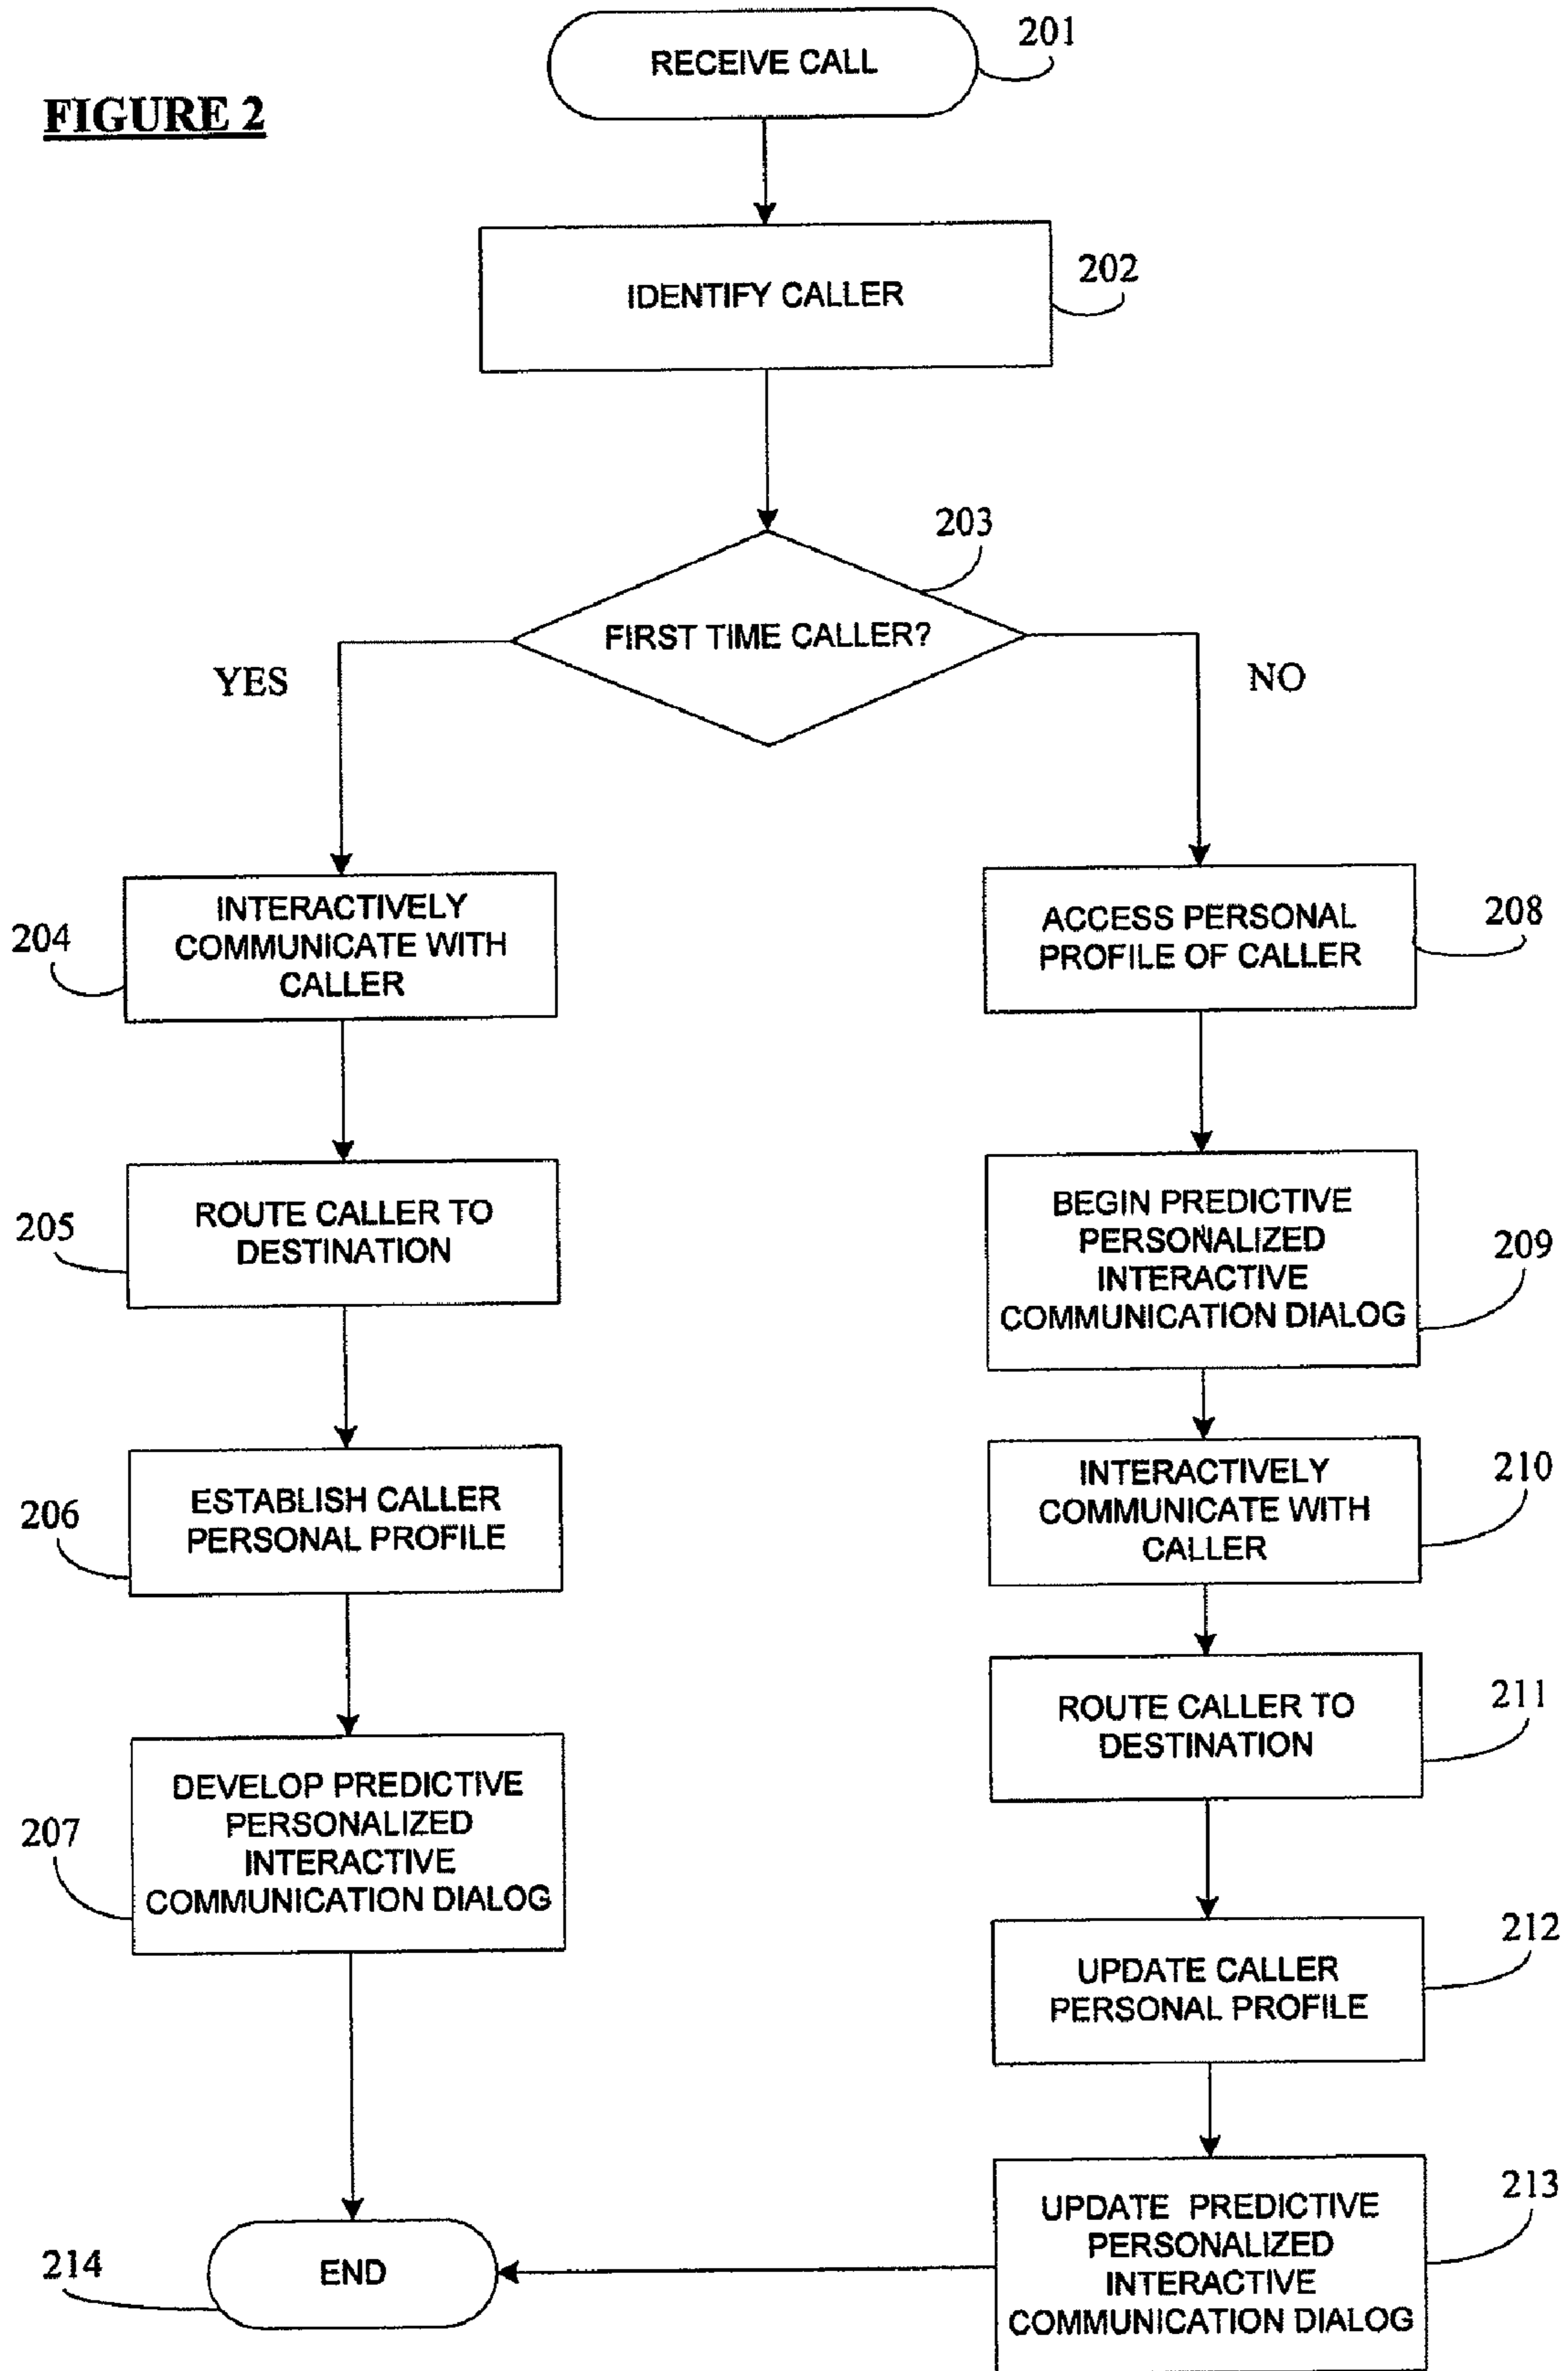 FIGURE 2
RECEIVE CALL
201
IDENTIFY CALLER
202
203
FIRST TIME CALLER?
YES
NO
204
INTERACTIVELY
COMMUNICATE WITH
CALLER
205
ROUTE CALLER TO
DESTINATION
206
ESTABLISH CALLER
PERSONAL PROFILE
207
DEVELOP PREDICTIVE
PERSONALIZED
INTERACTIVE
COMMUNICATION DIALOG
ACCESS PERSONAL
PROFILE OF CALLER
208
BEGIN PREDICTIVE
PERSONALIZED
INTERACTIVE
COMMUNICATION DIALOG
209
INTERACTIVELY
COMMUNICATE WITH
CALLER
210
ROUTE CALLER TO
DESTINATION
211
UPDATE CALLER
PERSONAL PROFILE
212
UPDATE PREDICTIVE
PERSONALIZED
INTERACTIVE
COMMUNICATION DIALOG
213
214
END